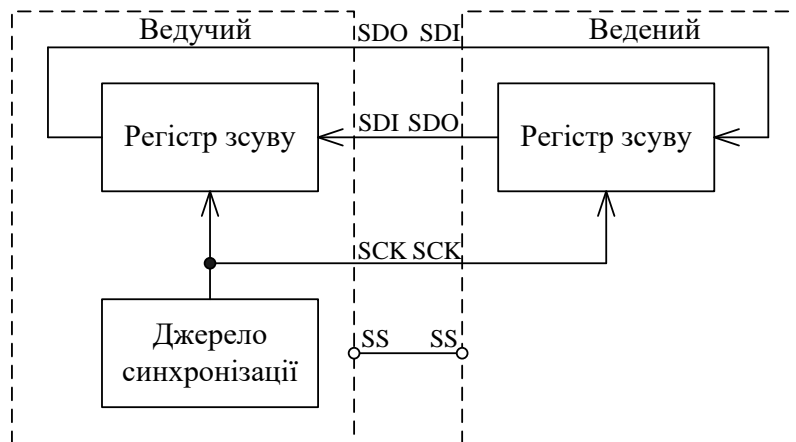 Ведучий
SDO SDI
Ведений
Регістр зсуву
SDI SDO
Регістр зсуву
SCK SCK
Джерело
синхронізації
SS SS